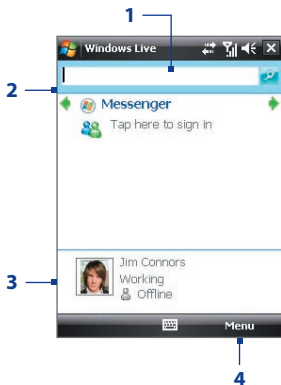 1
Windows Live
2
Messenger
Tap here to sign in
3
Jim Connors
Working
Offline
Menu
4